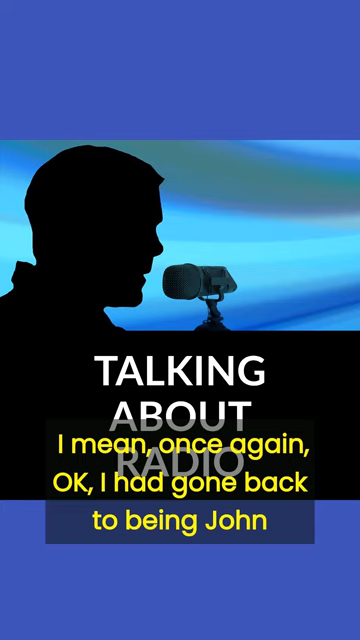 TALKING
ABOUT
RADIO
I mean, once again,
OK, I had gone back
to being John